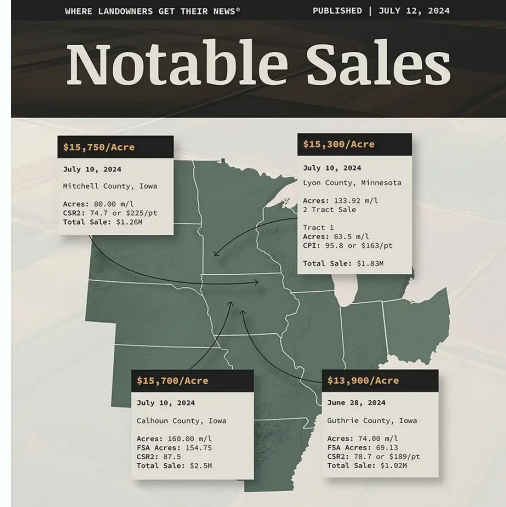 WHERE LANDOWNERS GET THEIR NEWS®
PUBLISHED | JULY 12, 2024
Notable Sales
$15,750/Acre
July 10, 2024
Mitchell County, Iowa
Acres: 80.00 m/l
CSR2: 74.7 or $225/pt
Total Sale: $1.26M
$15,300/Acre
July 10, 2024
Lyon County, Minnesota
Acres: 133.92 m/l
2 Tract Sale
Tract 1
Acres: 63.5 m/l
CPI: 95.8 or $163/pt
Total Sale: $1.83M
$15,700/Acre
July 10, 2024
Calhoun County, Iowa
Acres: 160.00 m/l
FSA Acres: 154.75
CSR2: 87.5
Total Sale: $2.5M
$13,900/Acre
June 28, 2024
Guthrie County, Iowa
Acres: 74.00 m/l
FSA Acres: 69.13
CSR2: 78.7 or $189/pt
Total Sale: $1.02M